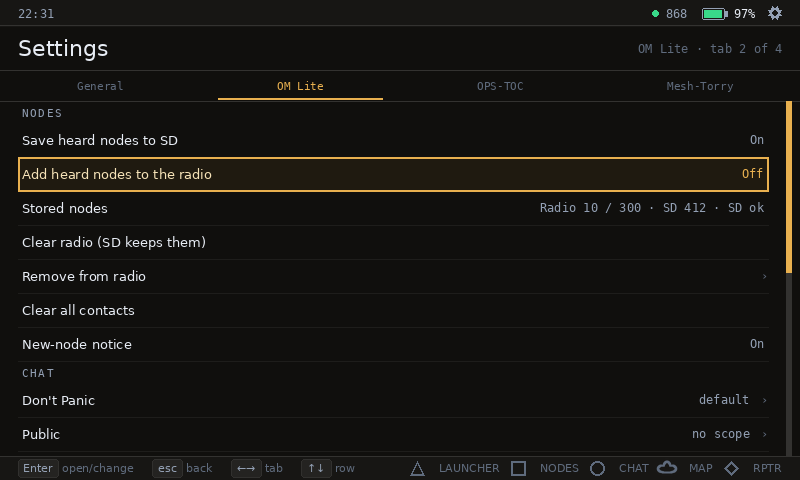 22:31 868 97%
Settings OM Lite · tab 2 of 4
General OM Lite OPS-TOC Mesh-Torry
NODES
Save heard nodes to SD On
Add heard nodes to the radio Off
Stored nodes Radio 10 / 300 · SD 412 · SD ok
Clear radio (SD keeps them)
Remove from radio ›
Clear all contacts
New-node notice On
CHAT
Don't Panic default ›
Public no scope ›
Enter open/change esc back ←→ tab ↑↓ row LAUNCHER NODES CHAT MAP RPTR